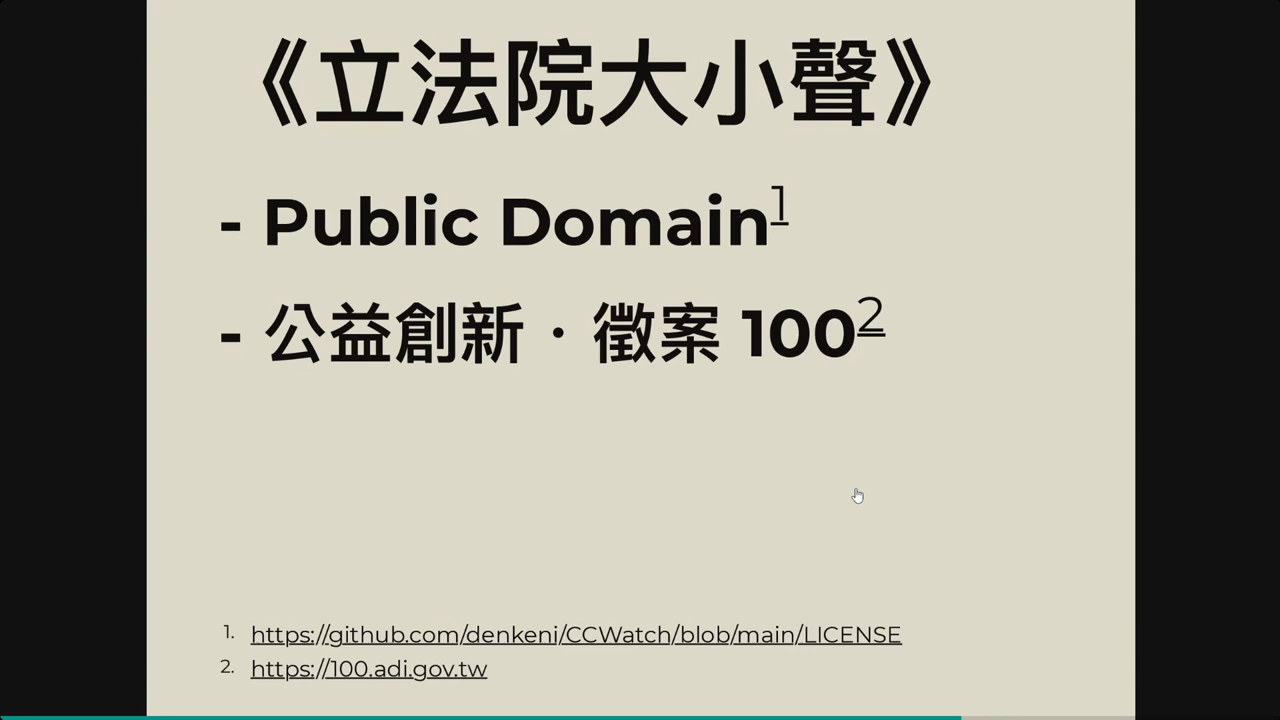 《立法院大小聲》
- Public Domain1
- 公益創新・徵案 1002
1. https://github.com/denkeni/CCWatch/blob/main/LICENSE
2. https://100.adi.gov.tw